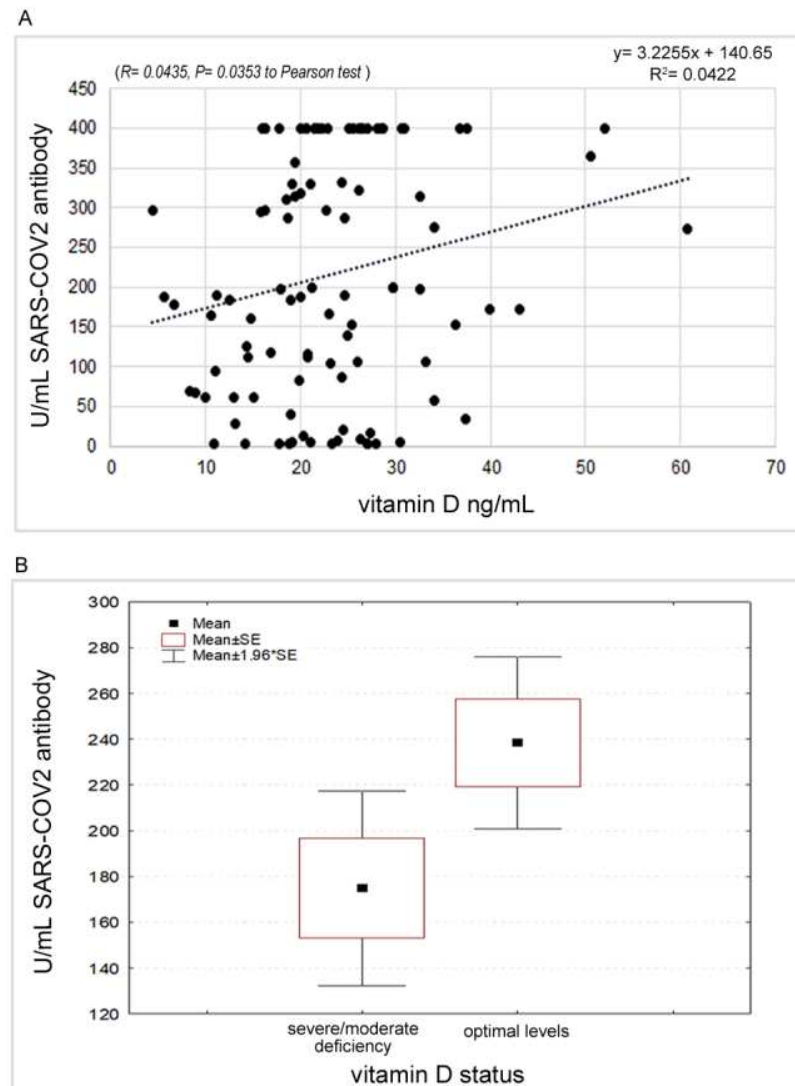 A
(R= 0.0435, P= 0.0353 to Pearson test )
y= 3.2255x + 140.65
R²= 0.0422
450
400
350
300
250
200
150
100
50
0
U/mL SARS-COV2 antibody
0 10 20 30 40 50 60 70
vitamin D ng/mL
B
300
280
260
240
220
200
180
160
140
120
U/mL SARS-COV2 antibody
Mean
Mean±SE
Mean±1.96*SE
severe/moderate
deficiency
optimal levels
vitamin D status